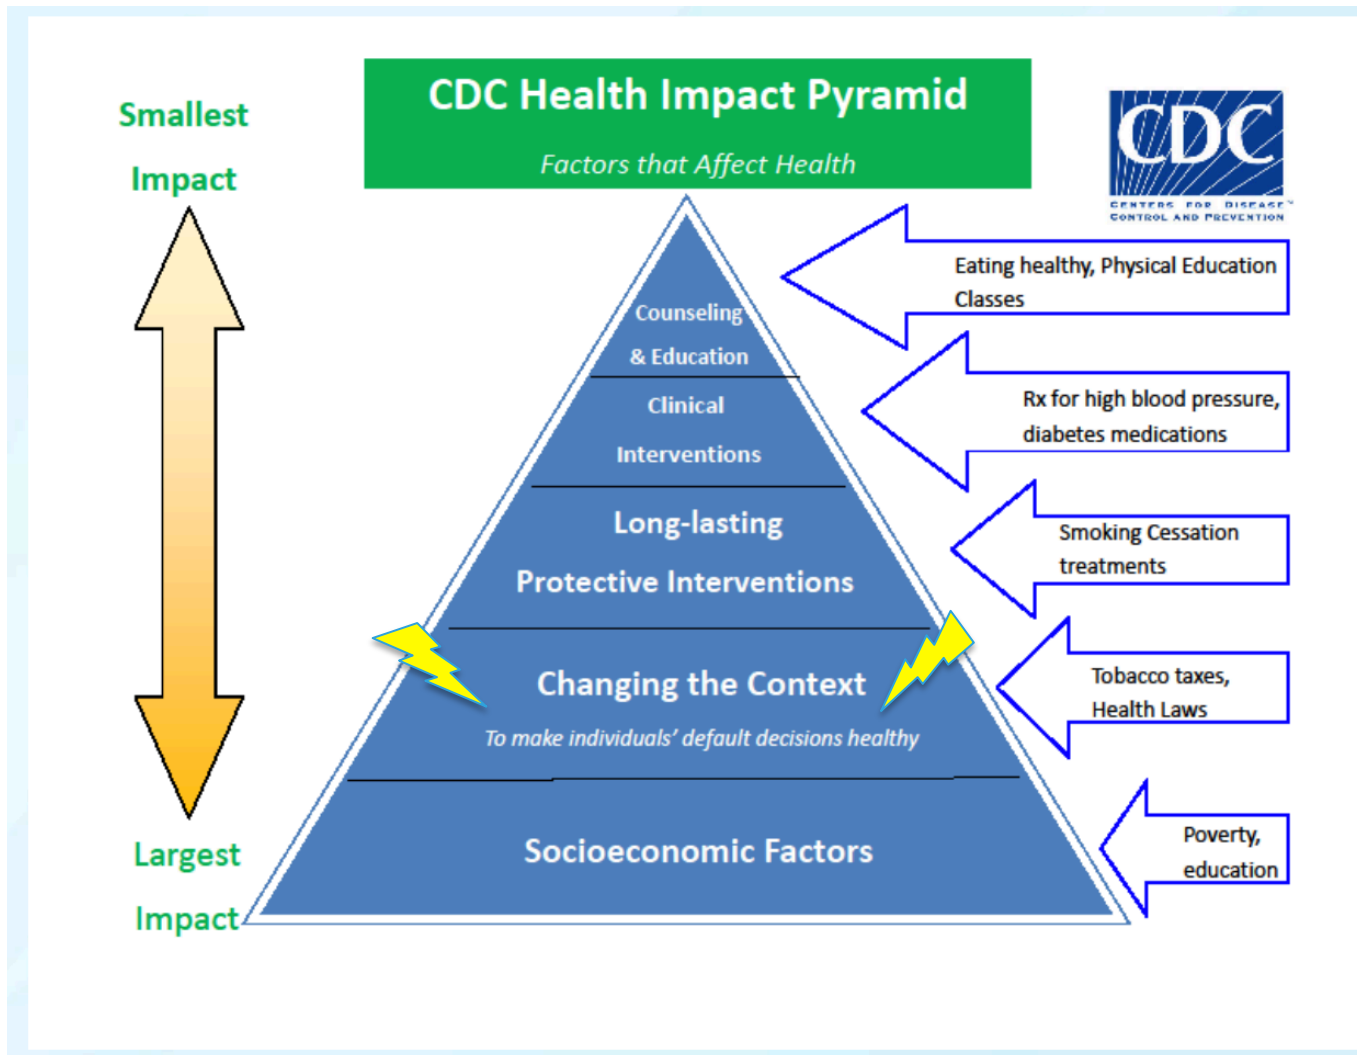 CDC Health Impact Pyramid
Factors that Affect Health
Smallest
Impact
CDC
CENTERS FOR DISEASE™
CONTROL AND PREVENTION
Eating healthy, Physical Education
Classes
Counseling
& Education
Rx for high blood pressure,
diabetes medications
Clinical
Interventions
Smoking Cessation
treatments
Long-lasting
Protective Interventions
Tobacco taxes,
Health Laws
Changing the Context
To make individuals' default decisions healthy
Poverty,
education
Socioeconomic Factors
Largest
Impact